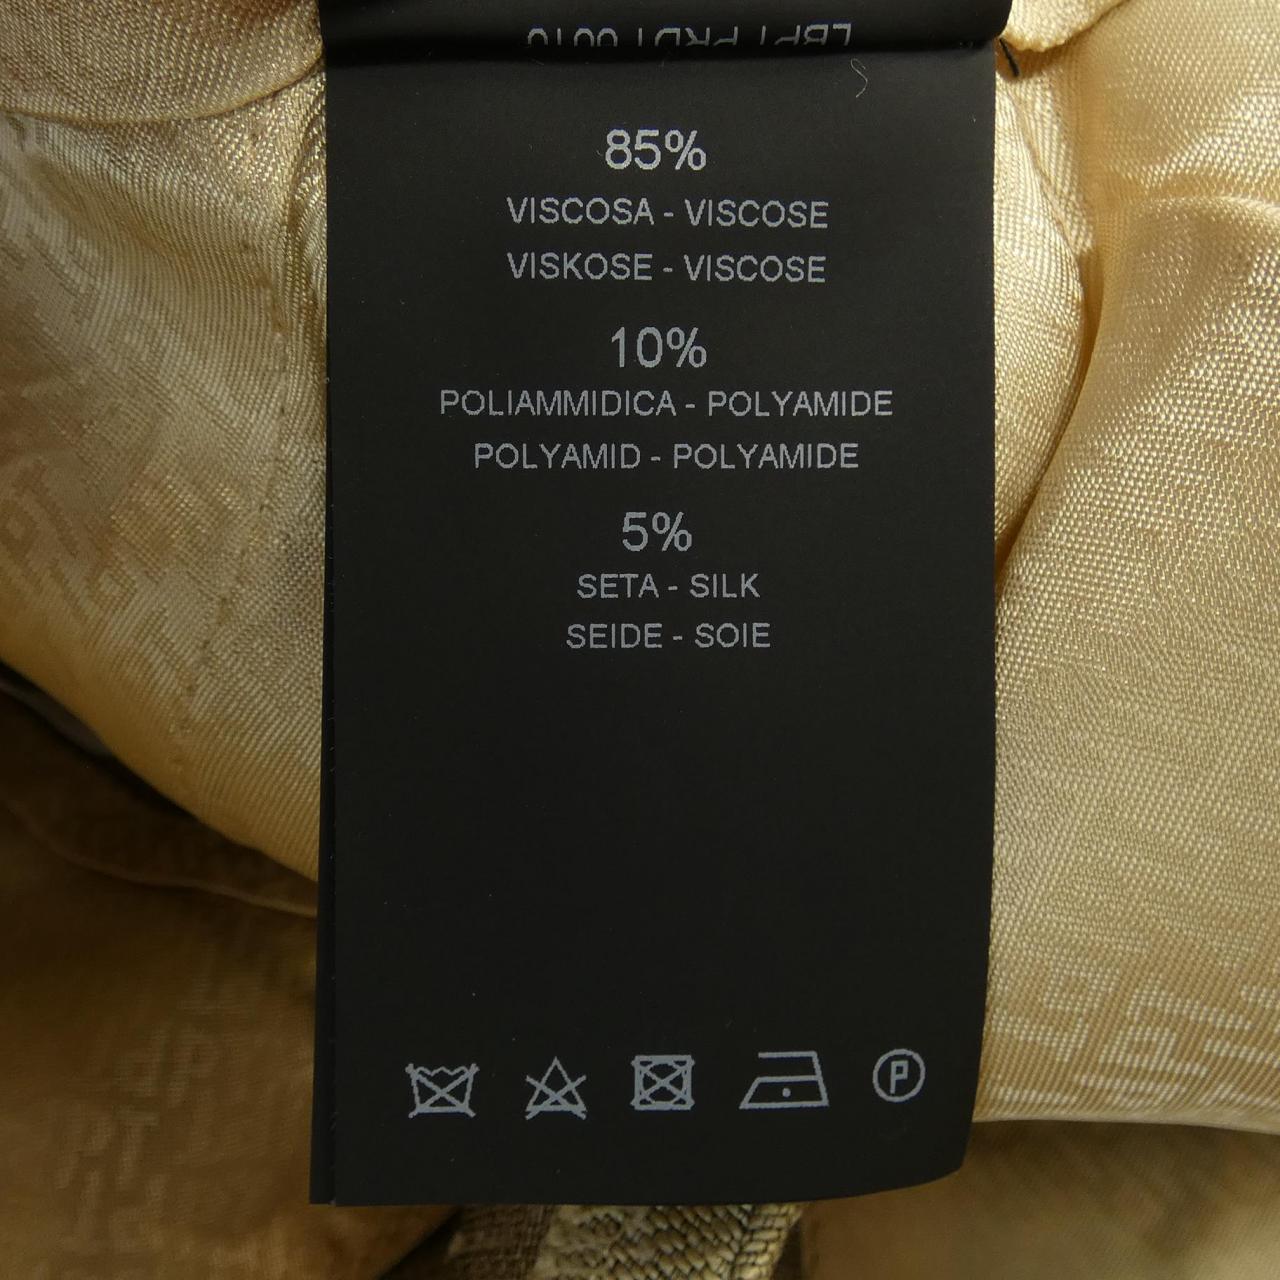 85%
VISCOSA - VISCOSE
VISKOSE - VISCOSE
10%
POLIAMMIDICA - POLYAMIDE
POLYAMID - POLYAMIDE
5%
SETA - SILK
SEIDE - SOIE
P